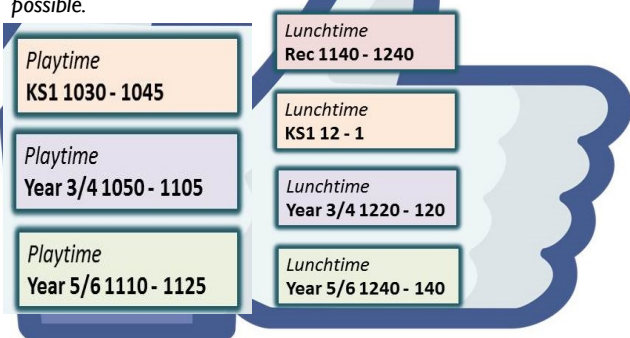 possible.
Playtime
KS1 1030 - 1045
Playtime
Year 3/4 1050 - 1105
Playtime
Year 5/6 1110 - 1125
Lunchtime
Rec 1140 - 1240
Lunchtime
KS1 12 - 1
Lunchtime
Year 3/4 1220 - 120
Lunchtime
Year 5/6 1240 - 140